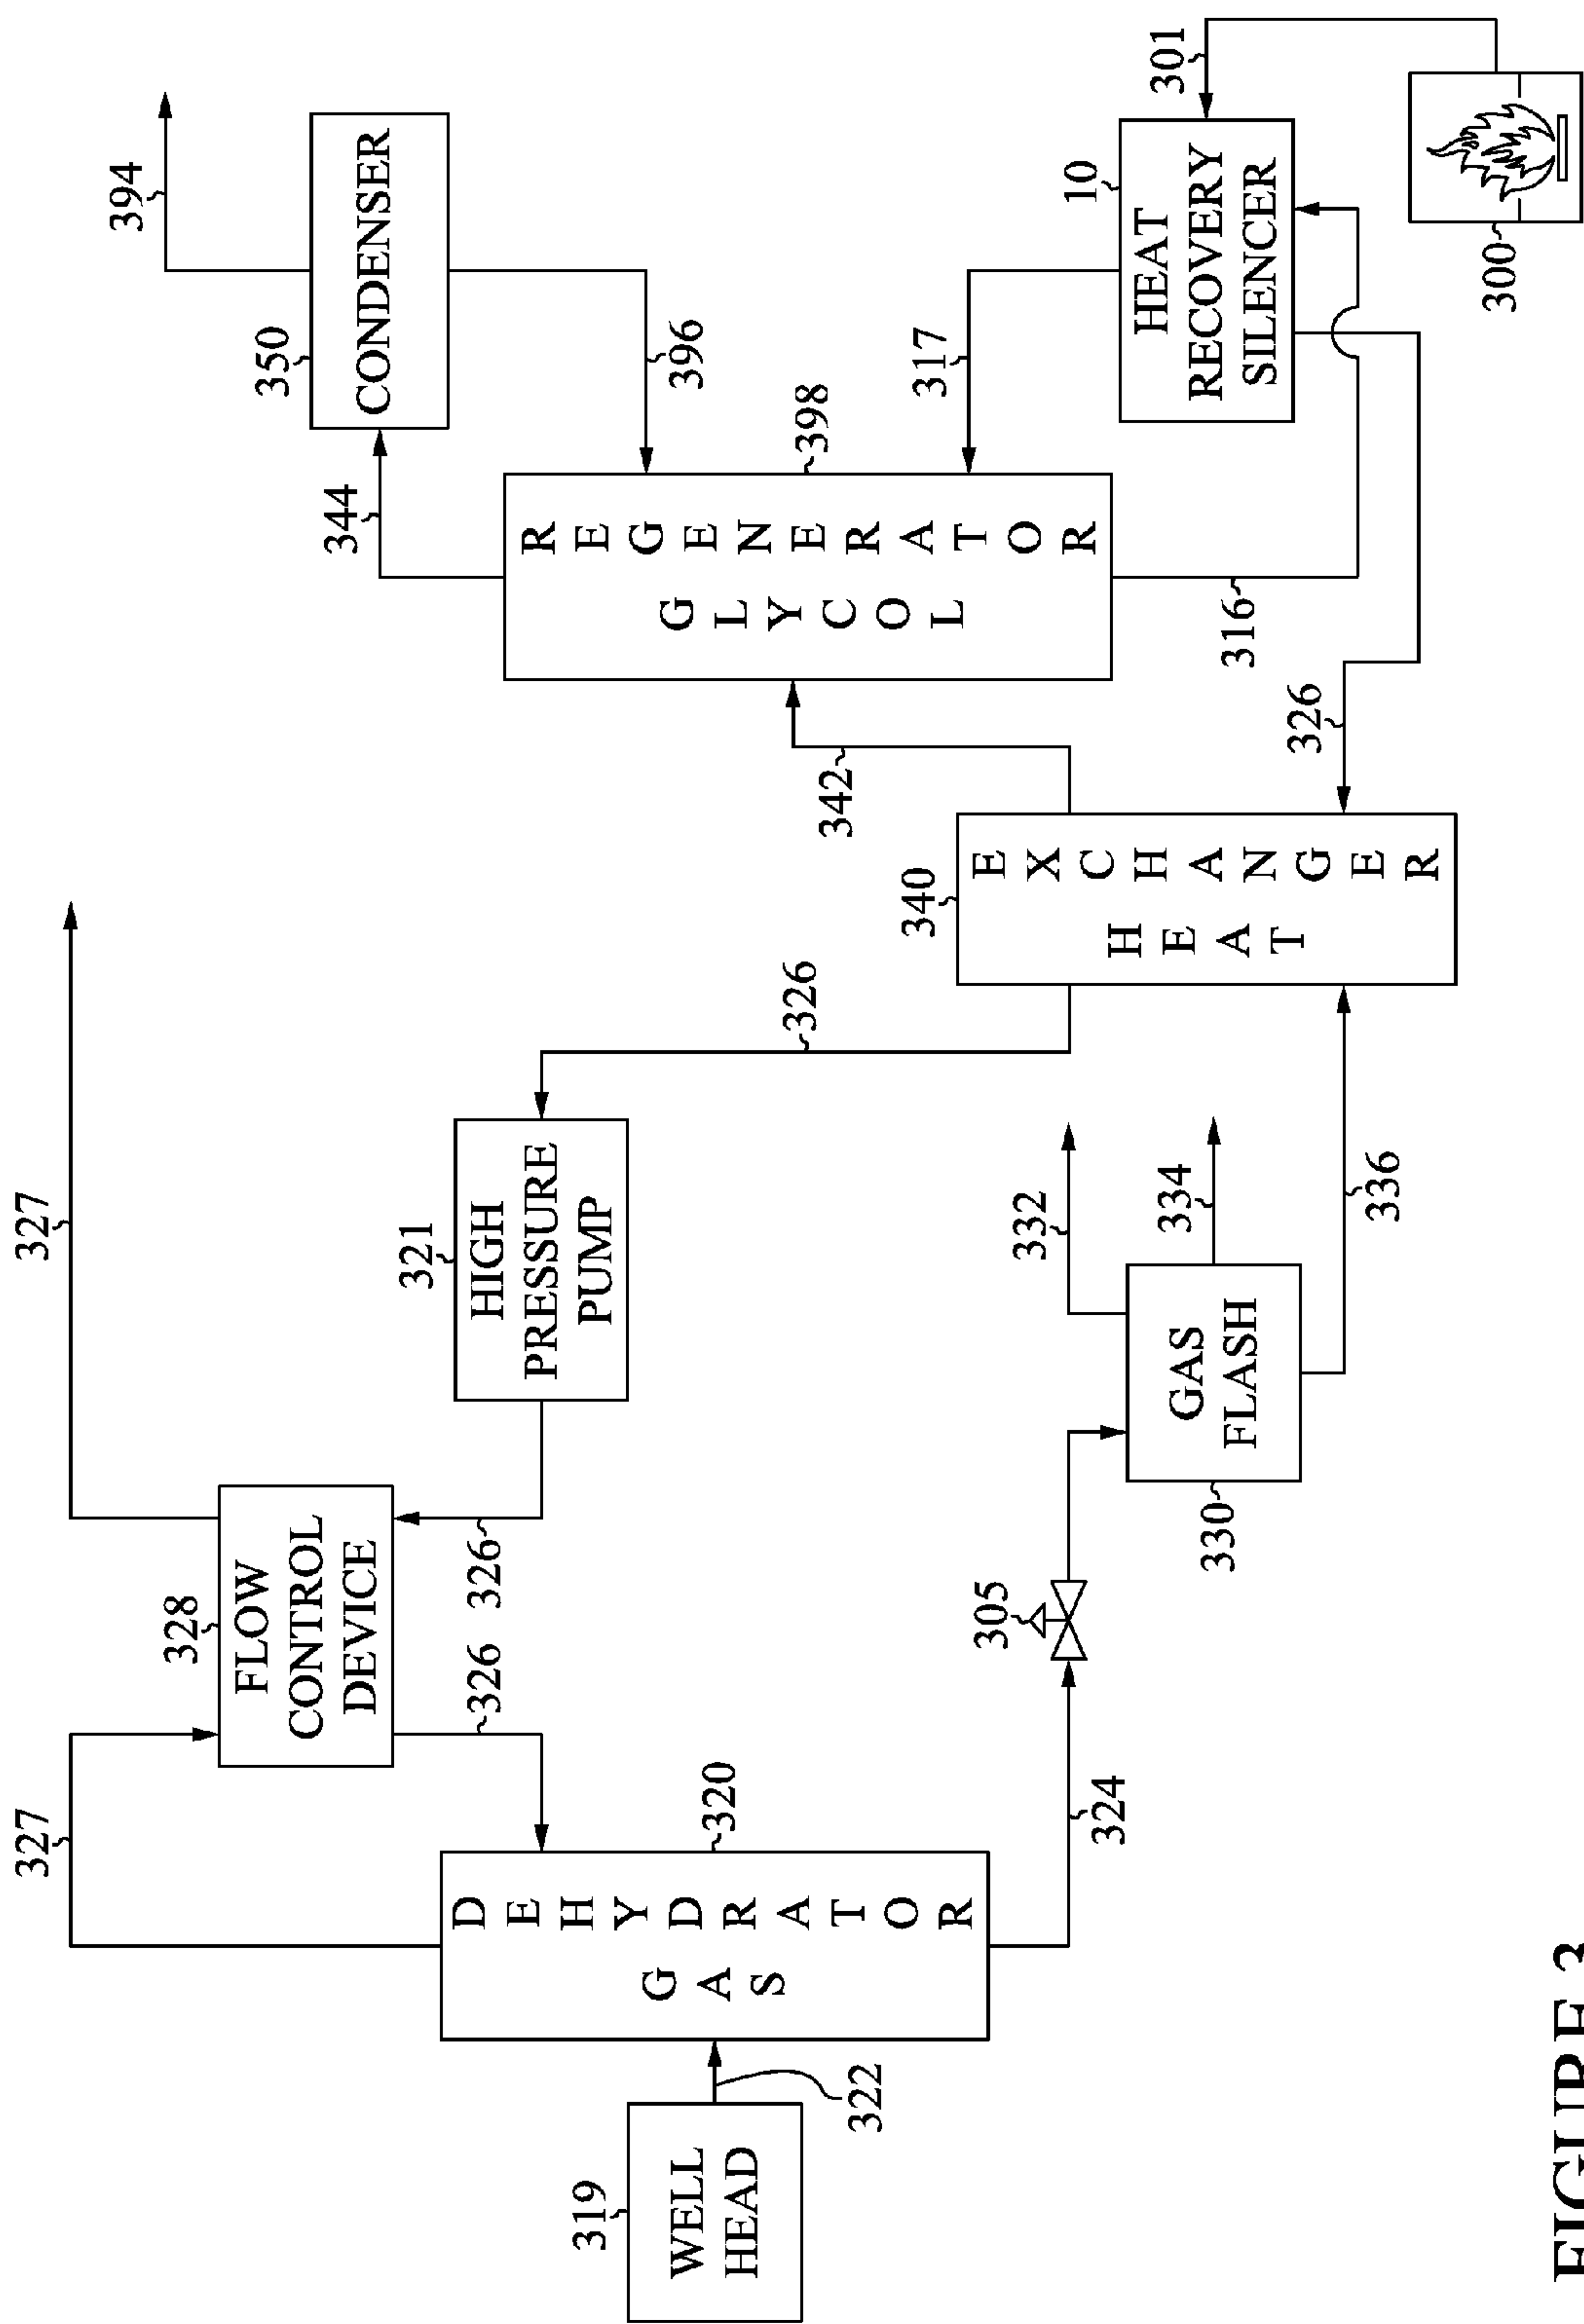 394
350
CONDENSER
344
396
301
10
HEAT
RECOVERY
SILENCER
300
317
398
GLYCOL
REGENERATOR
316
342
326
340
HEAT
EXCHANGER
326
327
321
HIGH
PRESSURE
PUMP
332
334
336
GAS
FLASH
330
305
328
FLOW
CONTROL
DEVICE
326
326
327
320
GAS
DEHYDRATOR
324
322
319
WELL
HEAD
FIGURE 3